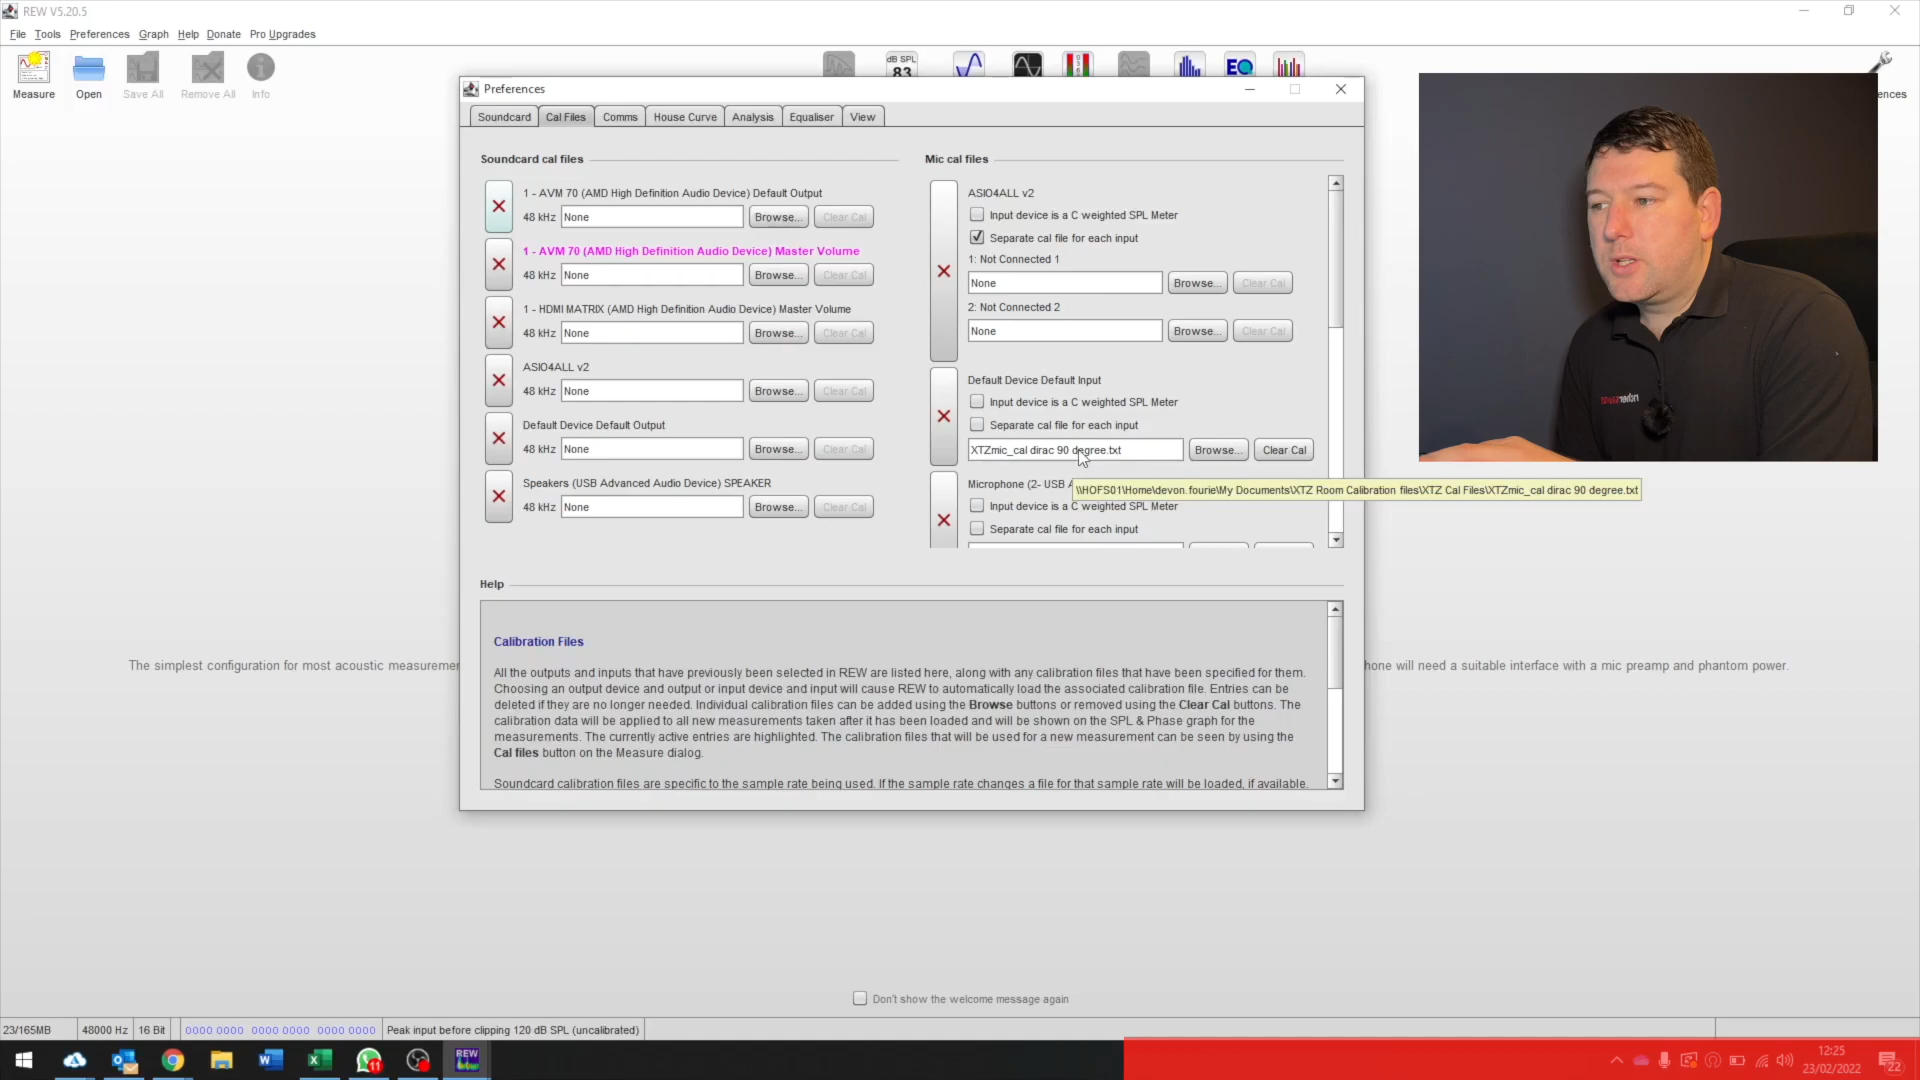 REW V5.20.5
File Tools Preferences Graph Help Donate Pro Upgrades
Measure Open Save All Remove All Info
dB SPL
83
EQ
Preferences
Soundcard Cal Files Comms House Curve Analysis Equaliser View
Soundcard cal files
1 - AVM 70 (AMD High Definition Audio Device) Default Output
48 kHz None Browse... Clear Cal
1 - AVM 70 (AMD High Definition Audio Device) Master Volume
48 kHz None Browse... Clear Cal
1 - HDMI MATRIX (AMD High Definition Audio Device) Master Volume
48 kHz None Browse... Clear Cal
ASIO4ALL v2
48 kHz None Browse... Clear Cal
Default Device Default Output
48 kHz None Browse... Clear Cal
Speakers (USB Advanced Audio Device) SPEAKER
48 kHz None Browse... Clear Cal
Mic cal files
ASIO4ALL v2
Input device is a C weighted SPL Meter
Separate cal file for each input
1: Not Connected 1
None Browse... Clear Cal
2: Not Connected 2
None Browse... Clear Cal
Default Device Default Input
Input device is a C weighted SPL Meter
Separate cal file for each input
XTZmic_cal dirac 90 degree.txt Browse... Clear Cal
Microphone (2- USB A
\\HOFS01\Home\devon.fourie\My Documents\XTZ Room Calibration files\XTZ Cal Files\XTZmic_cal dirac 90 degree.txt
Input device is a C weighted SPL Meter
Separate cal file for each input
Help
Calibration Files
All the outputs and inputs that have previously been selected in REW are listed here, along with any calibration files that have been specified for them.
Choosing an output device and output or input device and input will cause REW to automatically load the associated calibration file. Entries can be
deleted if they are no longer needed. Individual calibration files can be added using the Browse buttons or removed using the Clear Cal buttons. The
calibration data will be applied to all new measurements taken after it has been loaded and will be shown on the SPL & Phase graph for the
measurements. The currently active entries are highlighted. The calibration files that will be used for a new measurement can be seen by using the
Cal files button on the Measure dialog.
Soundcard calibration files are specific to the sample rate being used. If the sample rate changes a file for that sample rate will be loaded, if available.
ences
The simplest configuration for most acoustic measuremen
hone will need a suitable interface with a mic preamp and phantom power.
Don't show the welcome message again
23/165MB 48000 Hz 16 Bit 0000 0000 0000 0000 0000 0000 Peak input before clipping 120 dB SPL (uncalibrated)
11
REW
12:25
23/02/2022
22